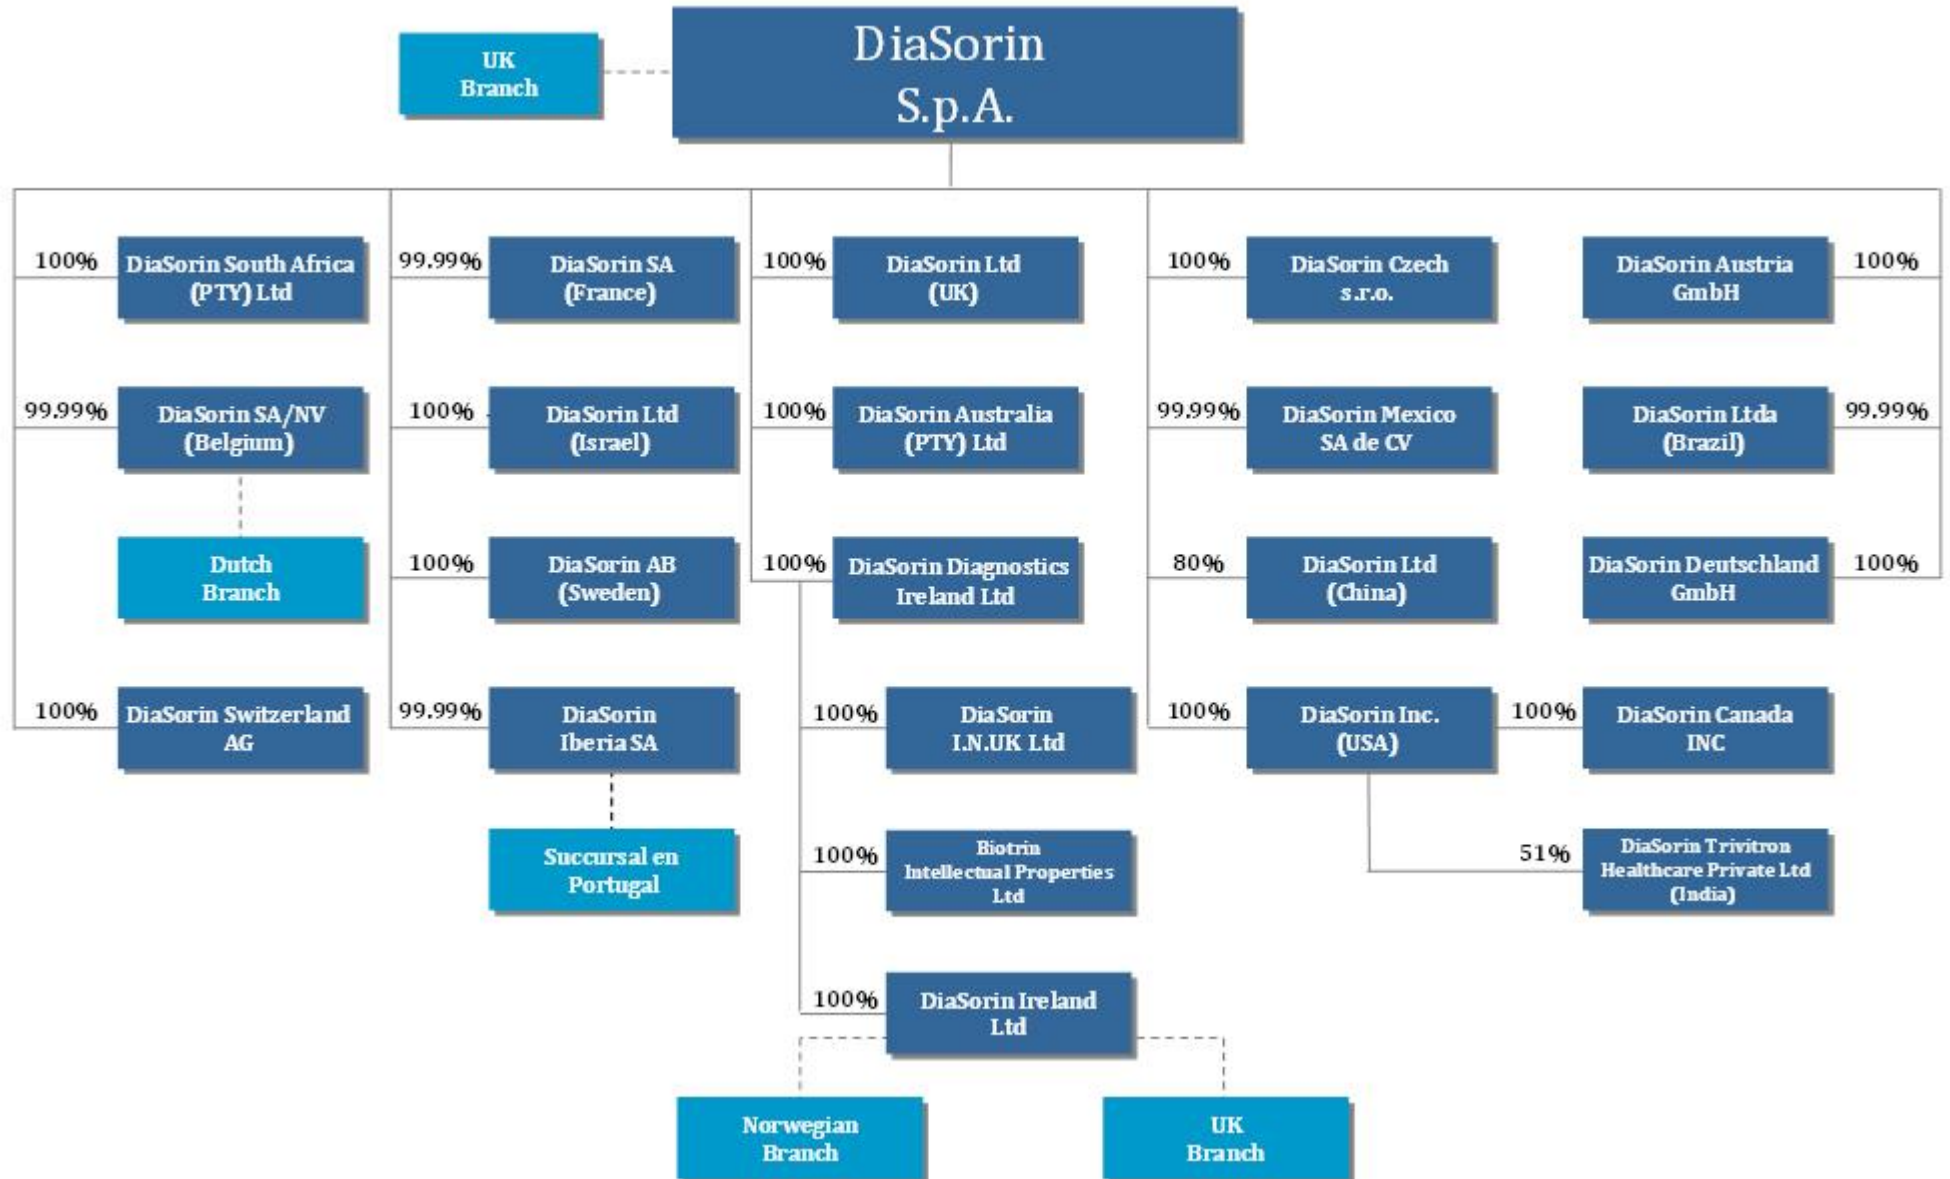 DiaSorin
S.p.A.
UK
Branch
100%
DiaSorin South Africa
(PTY) Ltd
99.99%
DiaSorin SA/NV
(Belgium)
Dutch
Branch
100%
DiaSorin Switzerland
AG
99.99%
DiaSorin SA
(France)
100%
DiaSorin Ltd
(Israel)
100%
DiaSorin AB
(Sweden)
99.99%
DiaSorin
Iberia SA
Succursal en
Portugal
100%
DiaSorin Ltd
(UK)
100%
DiaSorin Australia
(PTY) Ltd
100%
DiaSorin Diagnostics
Ireland Ltd
100%
DiaSorin
I.N.UK Ltd
100%
Biotrin
Intellectual Properties
Ltd
100%
DiaSorin Ireland
Ltd
Norwegian
Branch
UK
Branch
100%
DiaSorin Czech
s.r.o.
99.99%
DiaSorin Mexico
SA de CV
80%
DiaSorin Ltd
(China)
100%
DiaSorin Inc.
(USA)
100%
DiaSorin Canada
INC
51%
DiaSorin Trivitron
Healthcare Private Ltd
(India)
DiaSorin Austria
GmbH
100%
DiaSorin Ltda
(Brazil)
99.99%
DiaSorin Deutschland
GmbH
100%